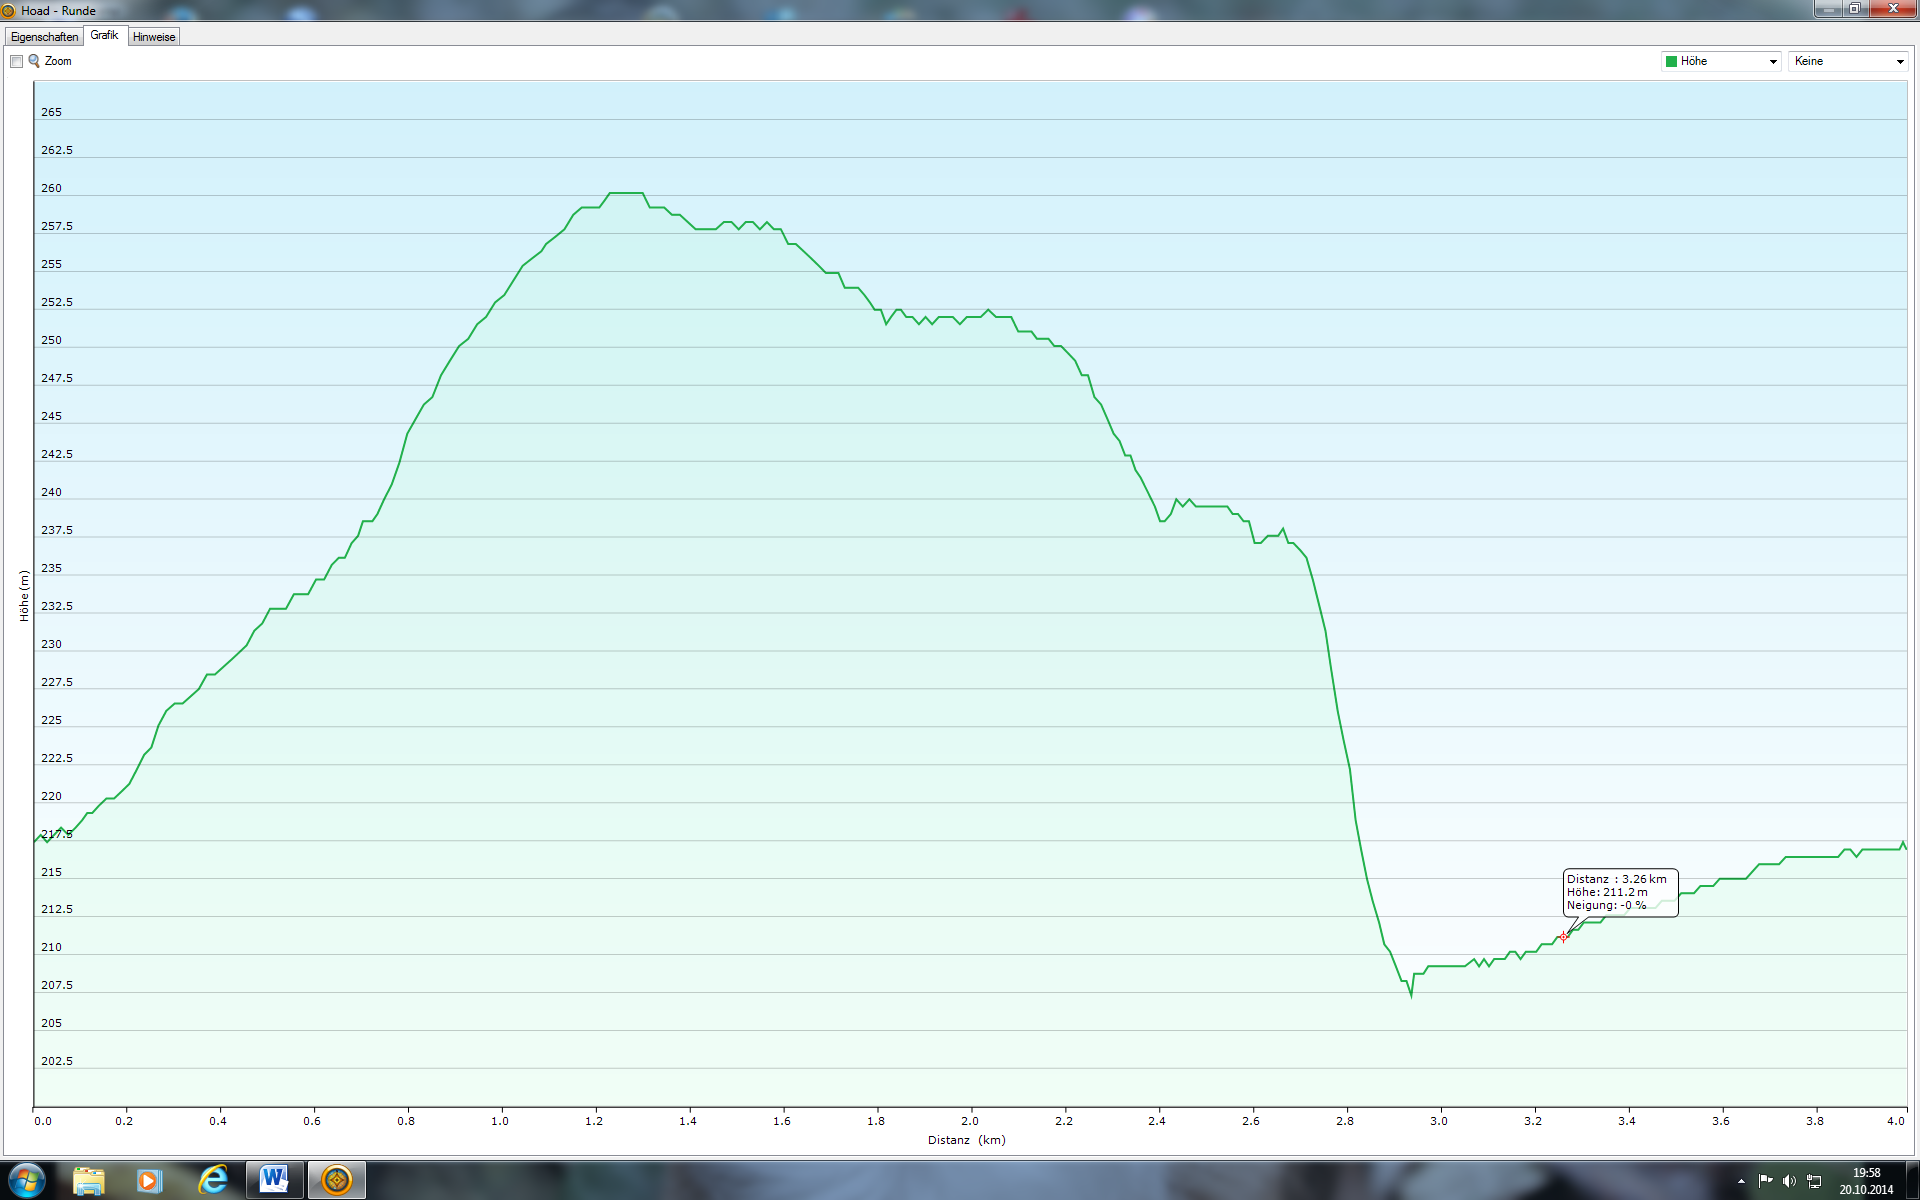 Hoad - Runde
Eigenschaften Grafik Hinweise
Zoom
Höhe Keine
265
262.5
260
257.5
255
252.5
250
247.5
245
242.5
240
237.5
235
232.5
230
227.5
225
222.5
220
217.5
215
212.5
210
207.5
205
202.5
Höhe (m)
Distanz : 3.26 km
Höhe: 211.2 m
Neigung: -0 %
0.0 0.2 0.4 0.6 0.8 1.0 1.2 1.4 1.6 1.8 2.0 2.2 2.4 2.6 2.8 3.0 3.2 3.4 3.6 3.8 4.0
Distanz (km)
19:58
20.10.2014